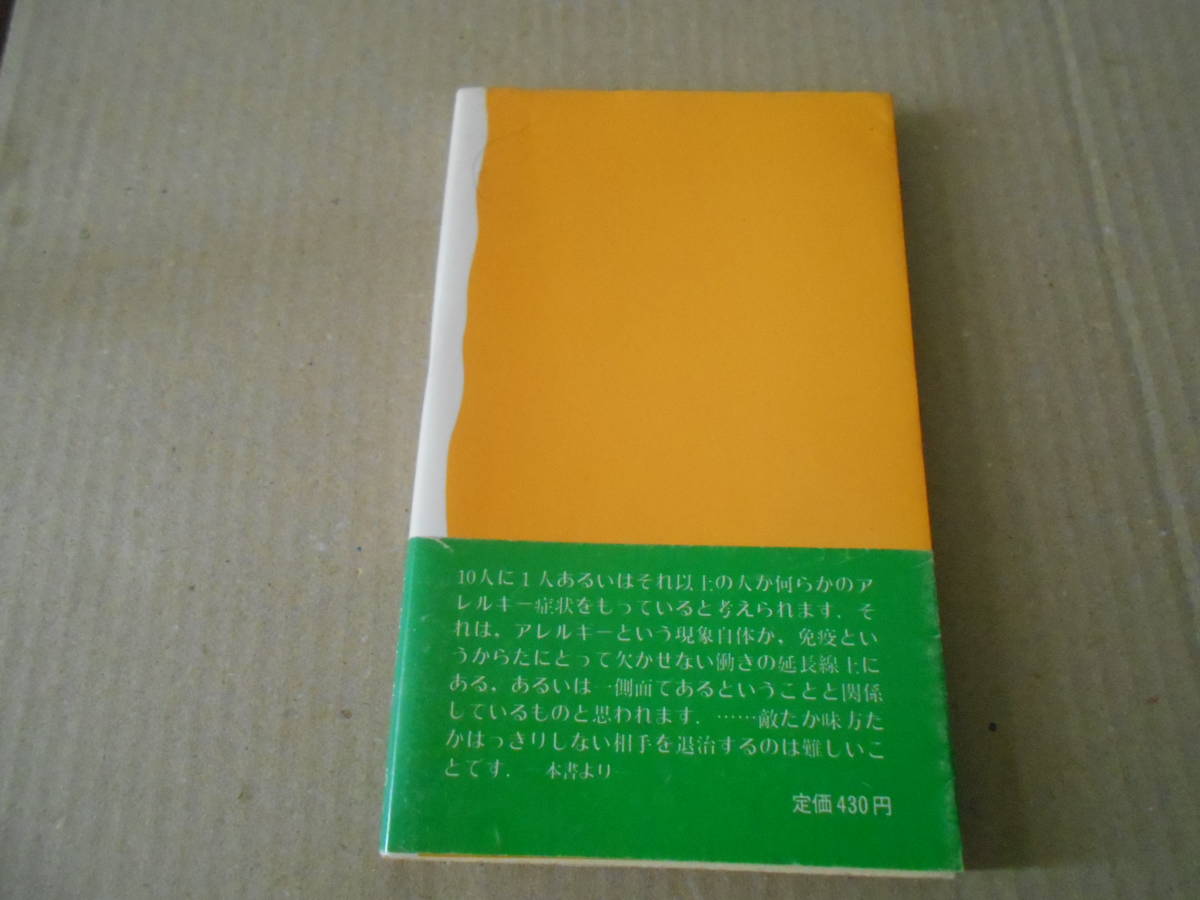 10人に1人あるいはそれ以上の人が何らかのア
レルギー症状をもっていると考えられます．そ
れは，アレルギーという現象自体が，免疫とい
うからだにとって欠かせない働きの延長線上に
ある，あるいは一側面であるということと関係
しているものと思われます．……敵だか味方だ
かはっきりしない相手を退治するのは難しいこ
とです． —本書より—
定価430円